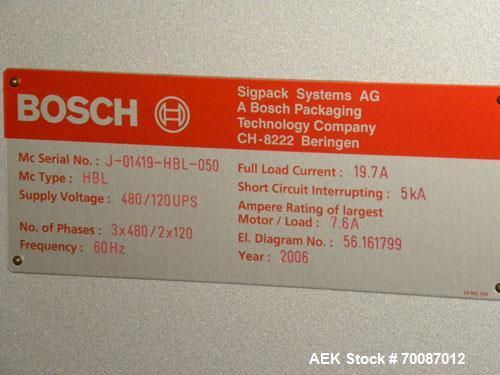 BOSCH
Sigpack Systems AG
A Bosch Packaging
Technology Company
CH-8222 Beringen
Mc Serial No. : J-01419-HBL-050
Mc Type : HBL
Supply Voltage : 480/120UPS
No. of Phases : 3x480/2x120
Frequency : 60Hz
Full Load Current : 19.7A
Short Circuit Interrupting : 5kA
Ampere Rating of largest
Motor / Load : 7.6A
El. Diagram No. : 56.161799
Year : 2006
AEK Stock # 70087012